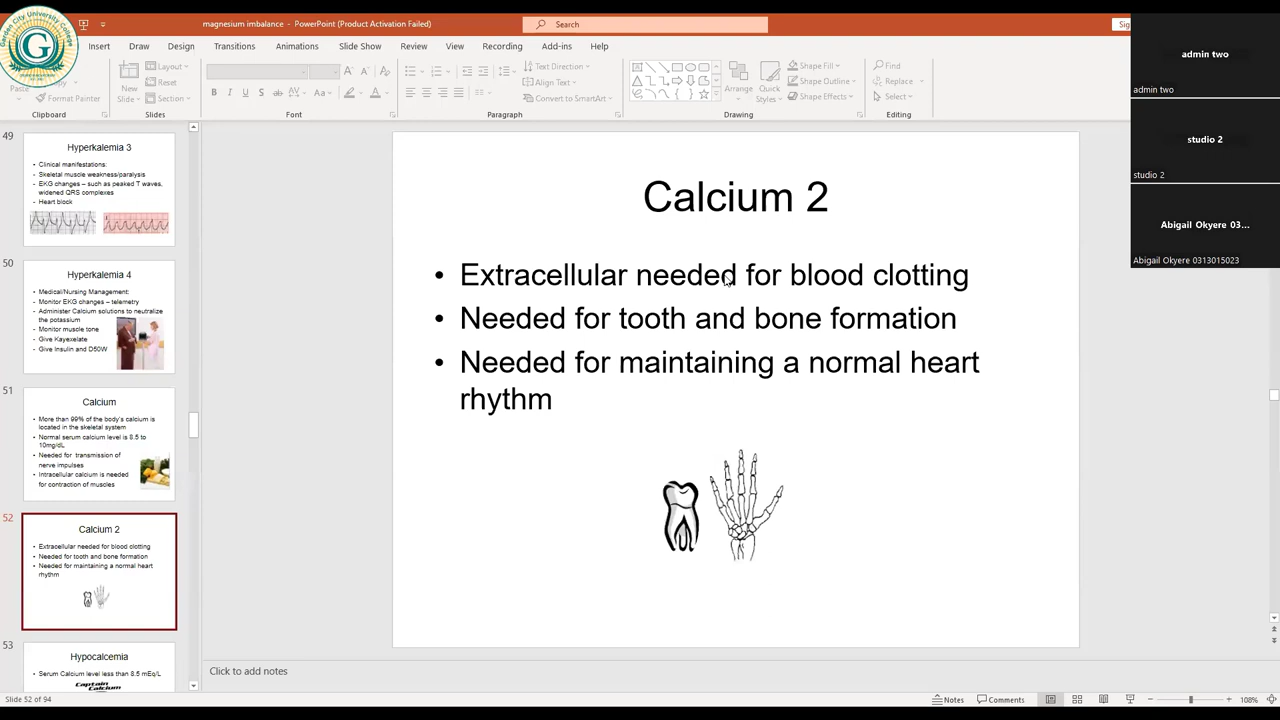 magnesium imbalance - PowerPoint (Product Activation Failed)
Search
Garden City University College
G
Insert Draw Design Transitions Animations Slide Show Review View Recording Add-ins Help
Paste
Format Painter
Clipboard
New Slide
Layout
Reset
Section
Slides
B I U S
Aa
A
Font
Text Direction
Align Text
Convert to SmartArt
Paragraph
Arrange
Quick Styles
Shape Fill
Shape Outline
Shape Effects
Drawing
Find
Replace
Select
Editing
admin two
admin two
studio 2
studio 2
Abigail Okyere 03...
Abigail Okyere 0313015023
49
Hyperkalemia 3
• Clinical manifestations:
• Skeletal muscle weakness/paralysis
• EKG changes – such as peaked T waves,
widened QRS complexes
• Heart block
50
Hyperkalemia 4
• Medical/Nursing Management:
• Monitor EKG changes – telemetry
• Administer Calcium solutions to neutralize
the potassium
• Monitor muscle tone
• Give Kayexelate
• Give Insulin and D50W
51
Calcium
• More than 99% of the body's calcium is
located in the skeletal system
• Normal serum calcium level is 8.5 to
10mg/dL
• Needed for transmission of
nerve impulses
• Intracellular calcium is needed
for contraction of muscles
52
Calcium 2
• Extracellular needed for blood clotting
• Needed for tooth and bone formation
• Needed for maintaining a normal heart
rhythm
53
Hypocalcemia
• Serum Calcium level less than 8.5 mEq/L
Captain
Calcium
Calcium 2
• Extracellular needed for blood clotting
• Needed for tooth and bone formation
• Needed for maintaining a normal heart
rhythm
Click to add notes
Slide 52 of 94
Notes
Comments
108%